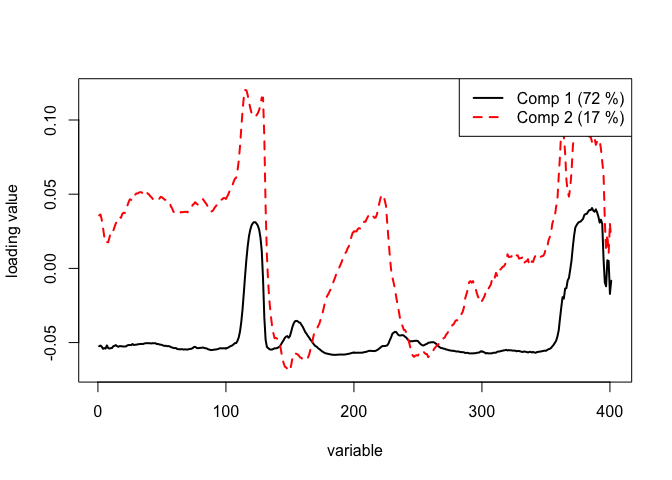 Comp 1 (72 %)
Comp 2 (17 %)
loading value
0.10
0.05
0.00
-0.05
0
100
200
300
400
variable